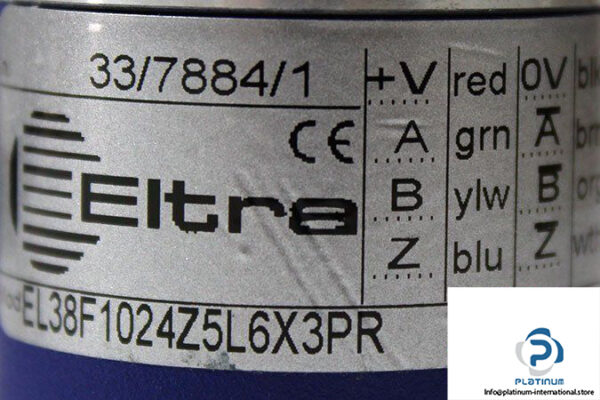 33/7884/1
CE
Eltra
+V red 0V
A grn A̅
B ylw B̅
Z blu Z̅
EL38F1024Z5L6X3PR
PLATINUM
info@platinum-international.store